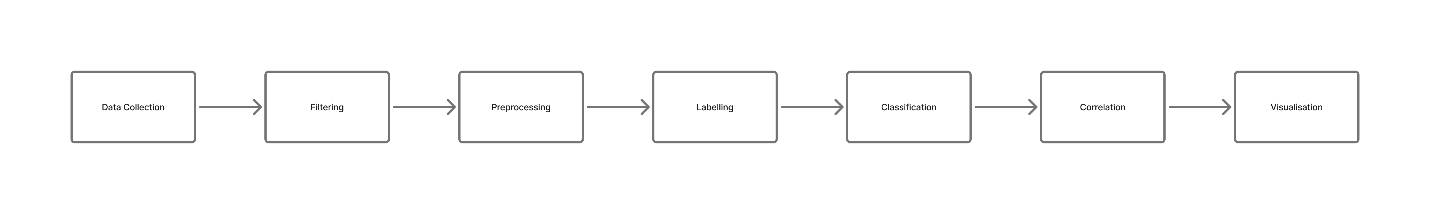 Data Collection
Filtering
Preprocessing
Labelling
Classification
Correlation
Visualisation